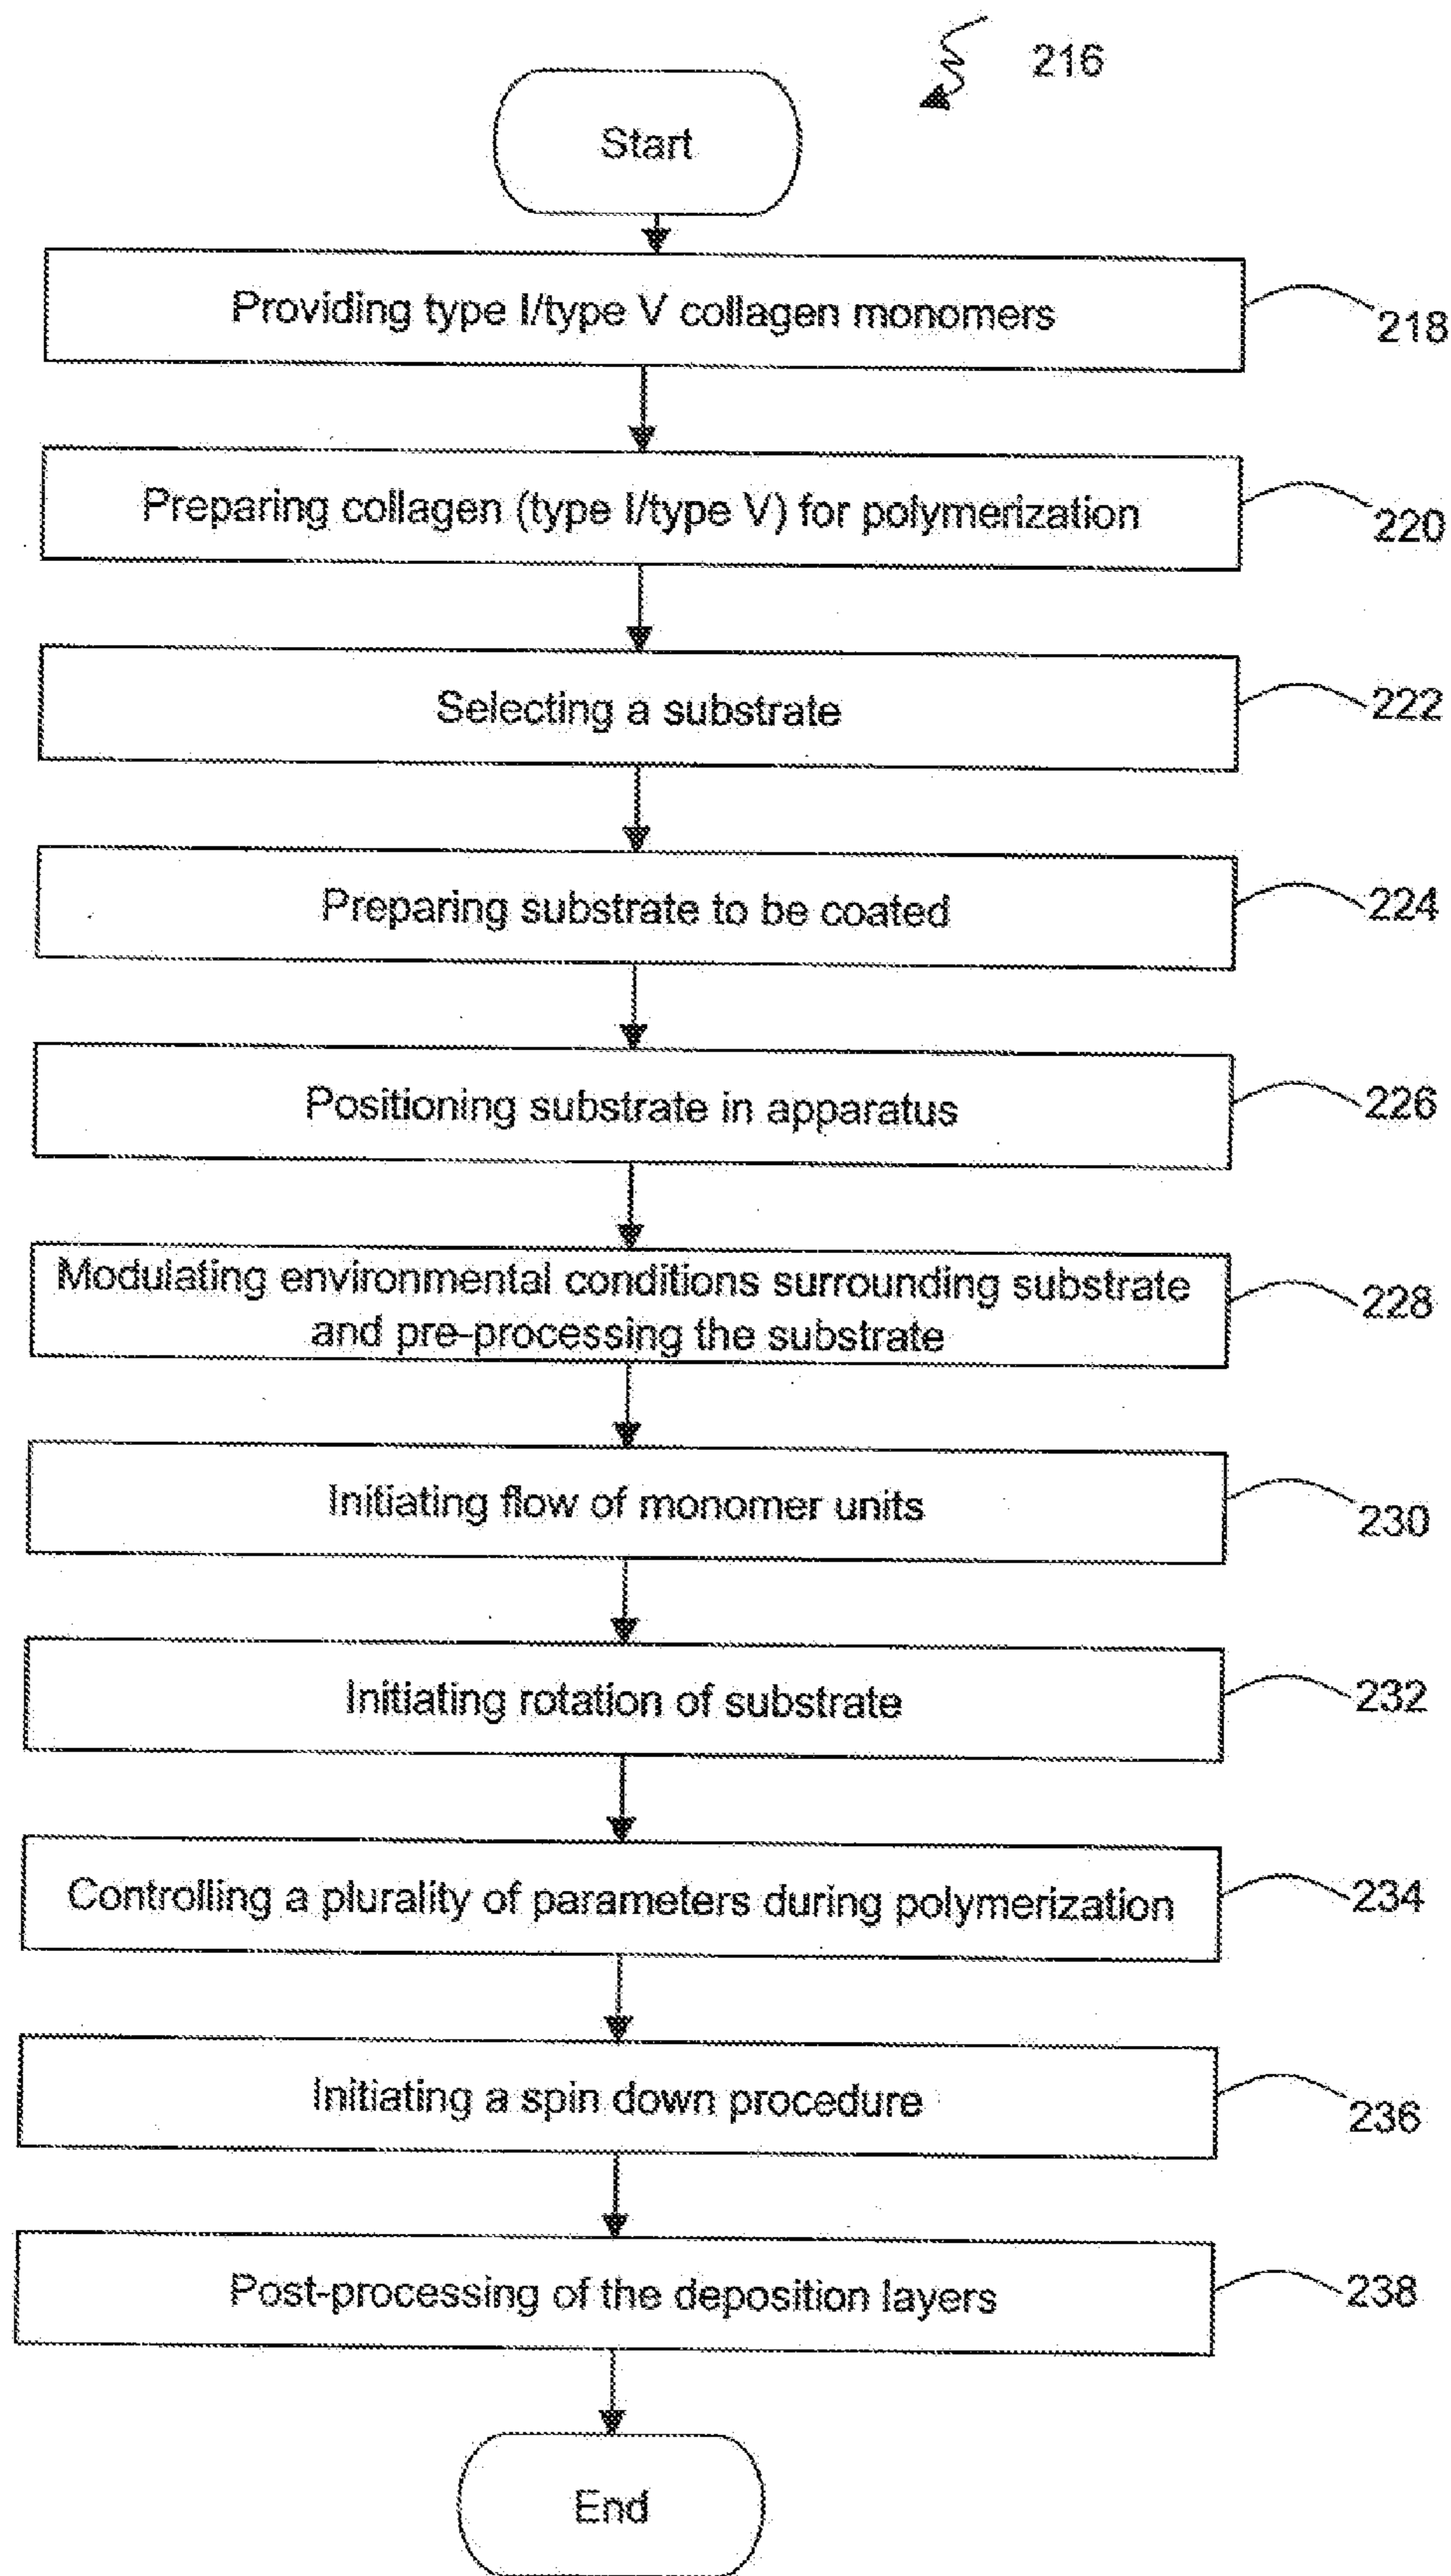 216
Start
Providing type I/type V collagen monomers
218
Preparing collagen (type I/type V) for polymerization
220
Selecting a substrate
222
Preparing substrate to be coated
224
Positioning substrate in apparatus
226
Modulating environmental conditions surrounding substrate
and pre-processing the substrate
228
Initiating flow of monomer units
230
Initiating rotation of substrate
232
Controlling a plurality of parameters during polymerization
234
Initiating a spin down procedure
236
Post-processing of the deposition layers
238
End